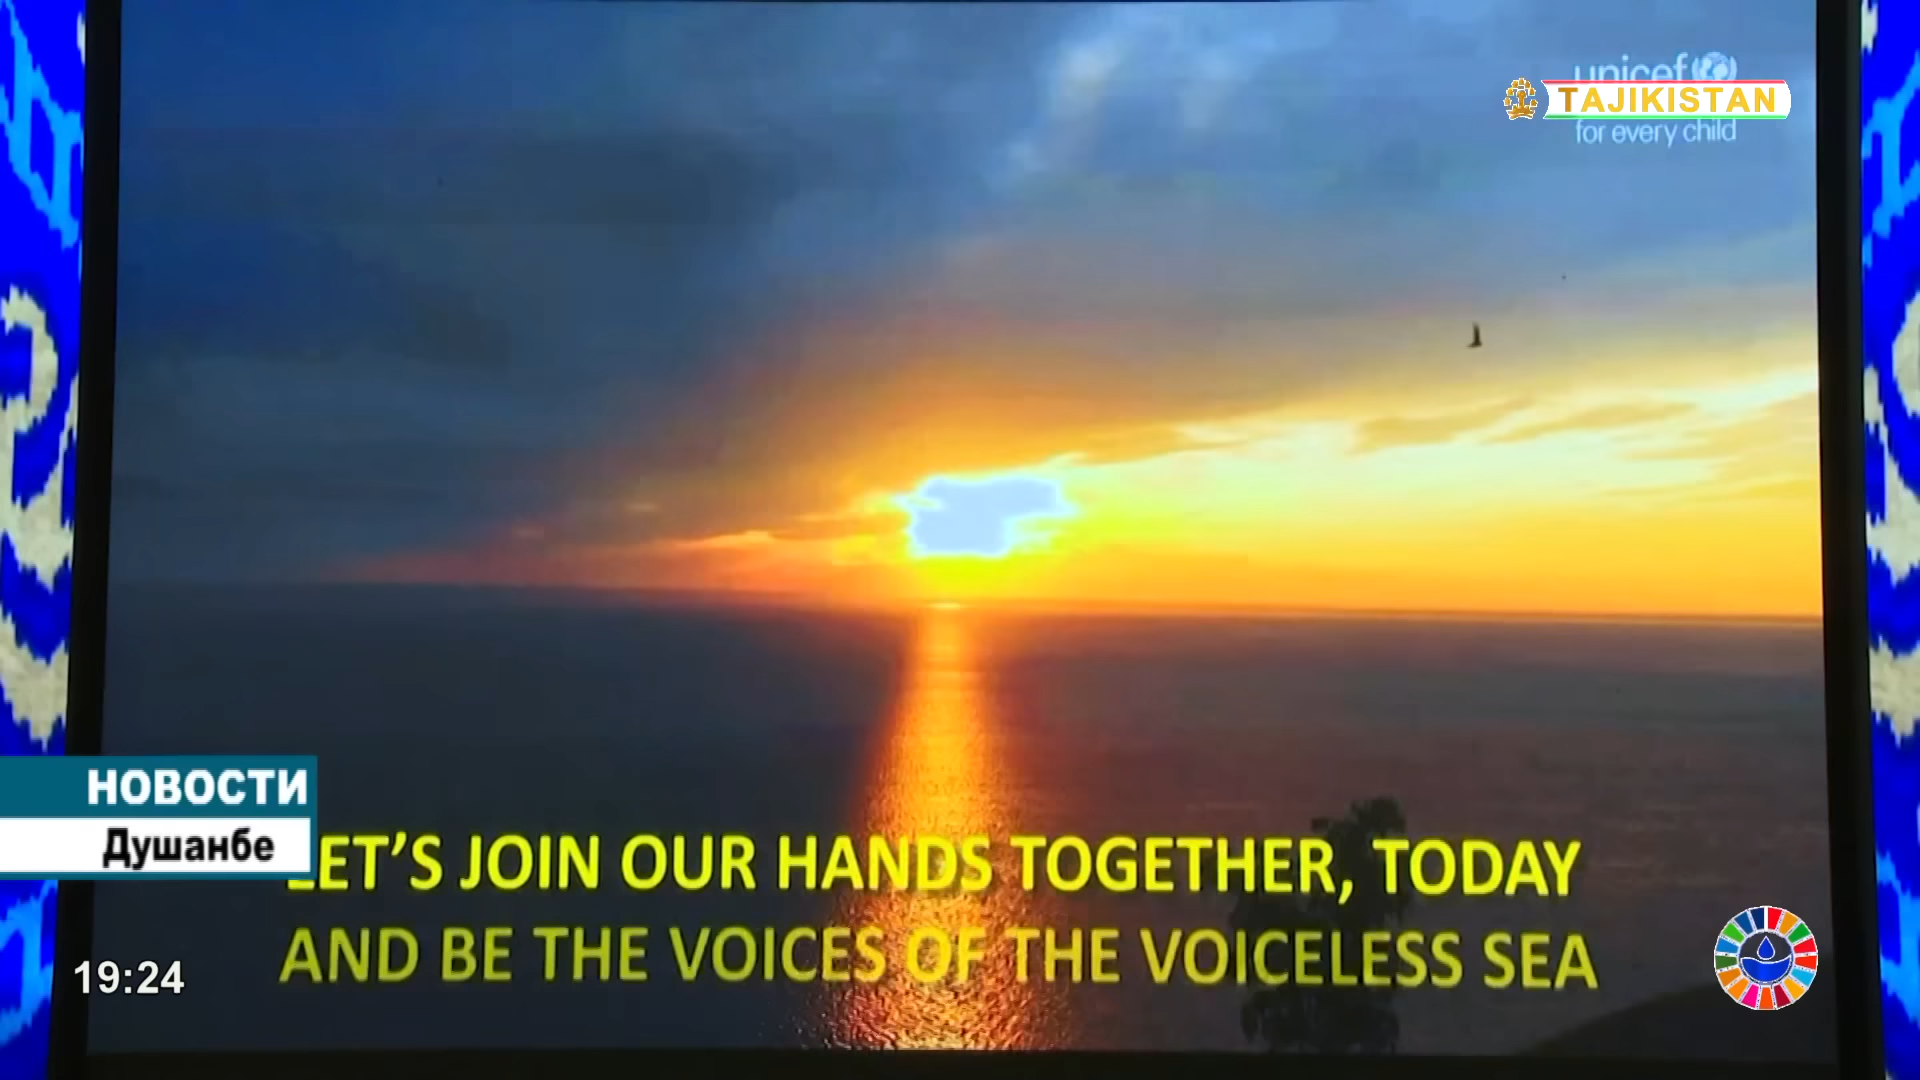 unicef
TAJIKISTAN
for every child
НОВОСТИ
Душанбе
LET'S JOIN OUR HANDS TOGETHER, TODAY
AND BE THE VOICES OF THE VOICELESS SEA
19:24